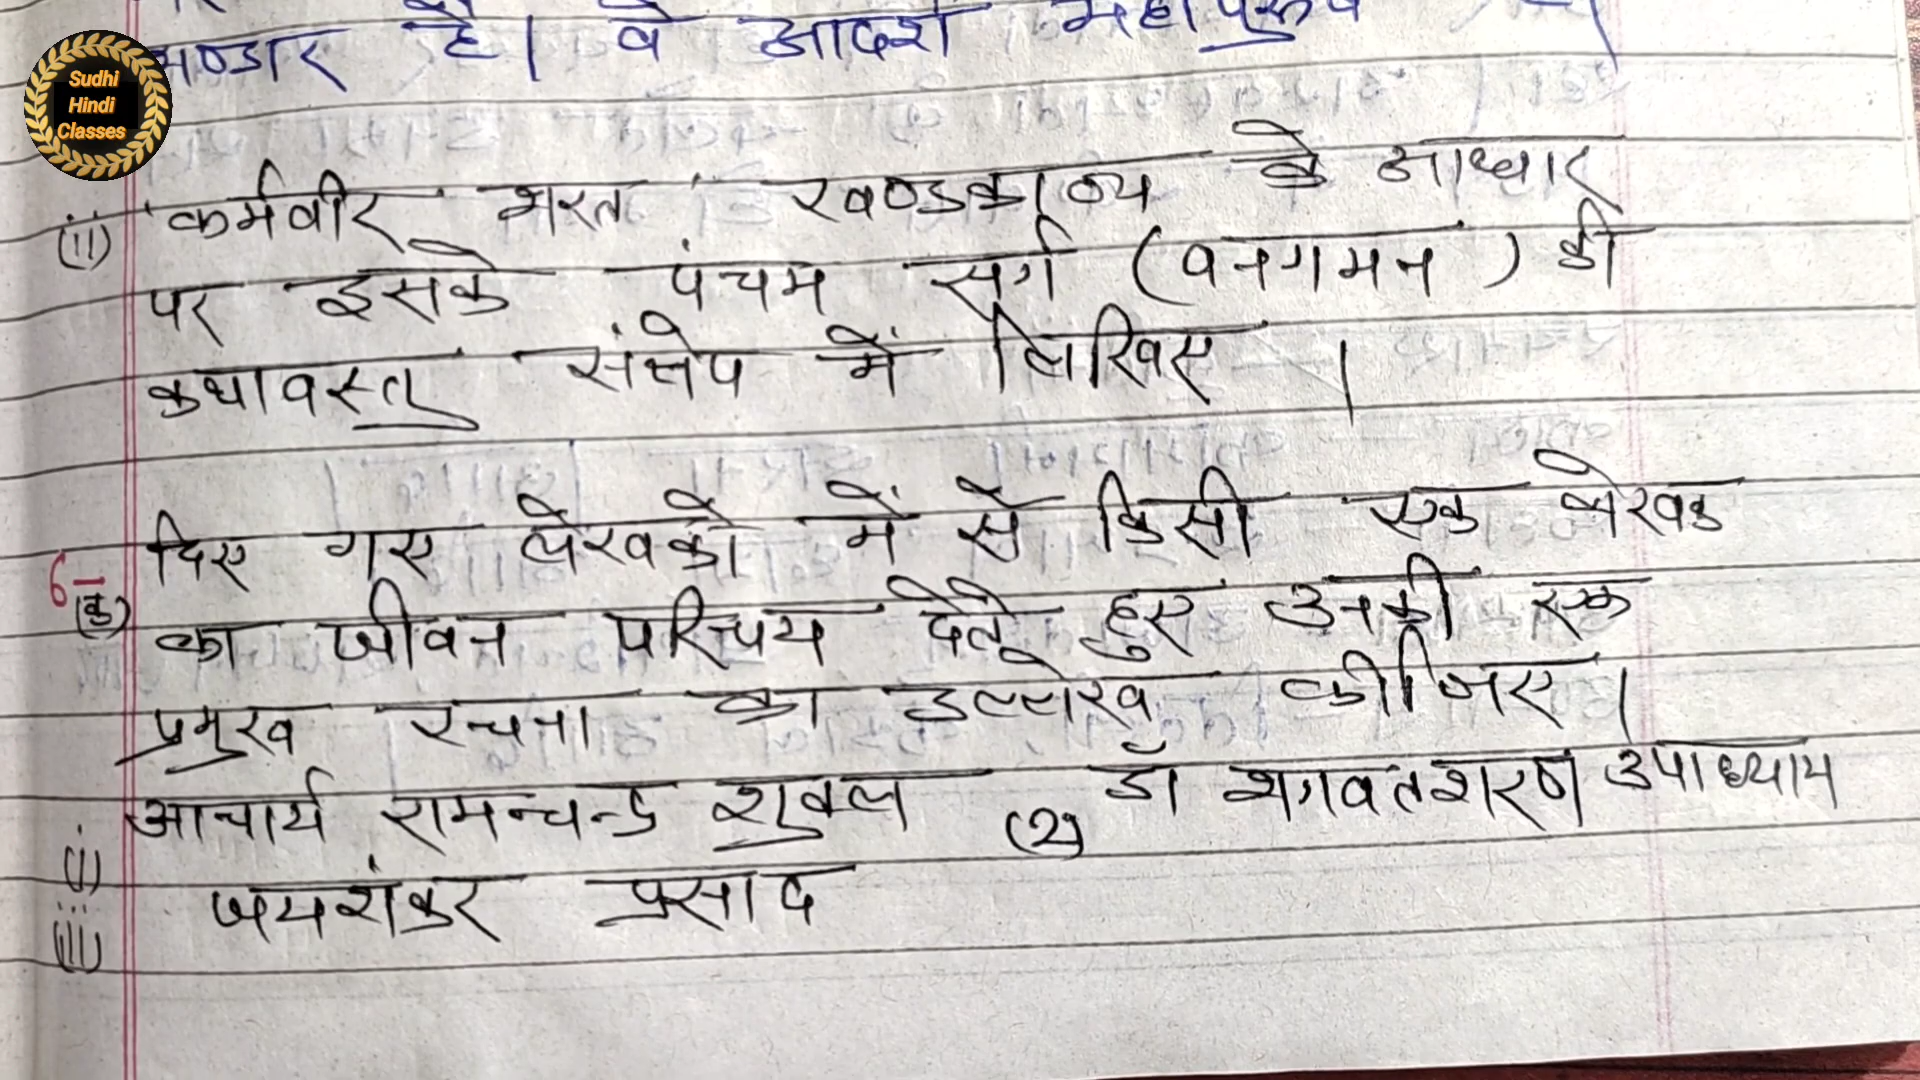 भण्डार है। वे आदर्श महापुरुष
Sudhi
Hindi
Classes
(ii) कर्मवीर भरत खण्डकाव्य के आधार
पर इसके पंचम सर्ग (वनगमन) की
कथावस्तु संक्षेप में लिखिए ।
6- (क) दिए गए लेखकों में से किसी एक लेखक
का जीवन परिचय देते हुए उनकी एक
प्रमुख रचना का उल्लेख कीजिए ।
(i) आचार्य रामचन्द्र शुक्ल (2) डॉ भगवतशरण उपाध्याय
(iii) जयशंकर प्रसाद